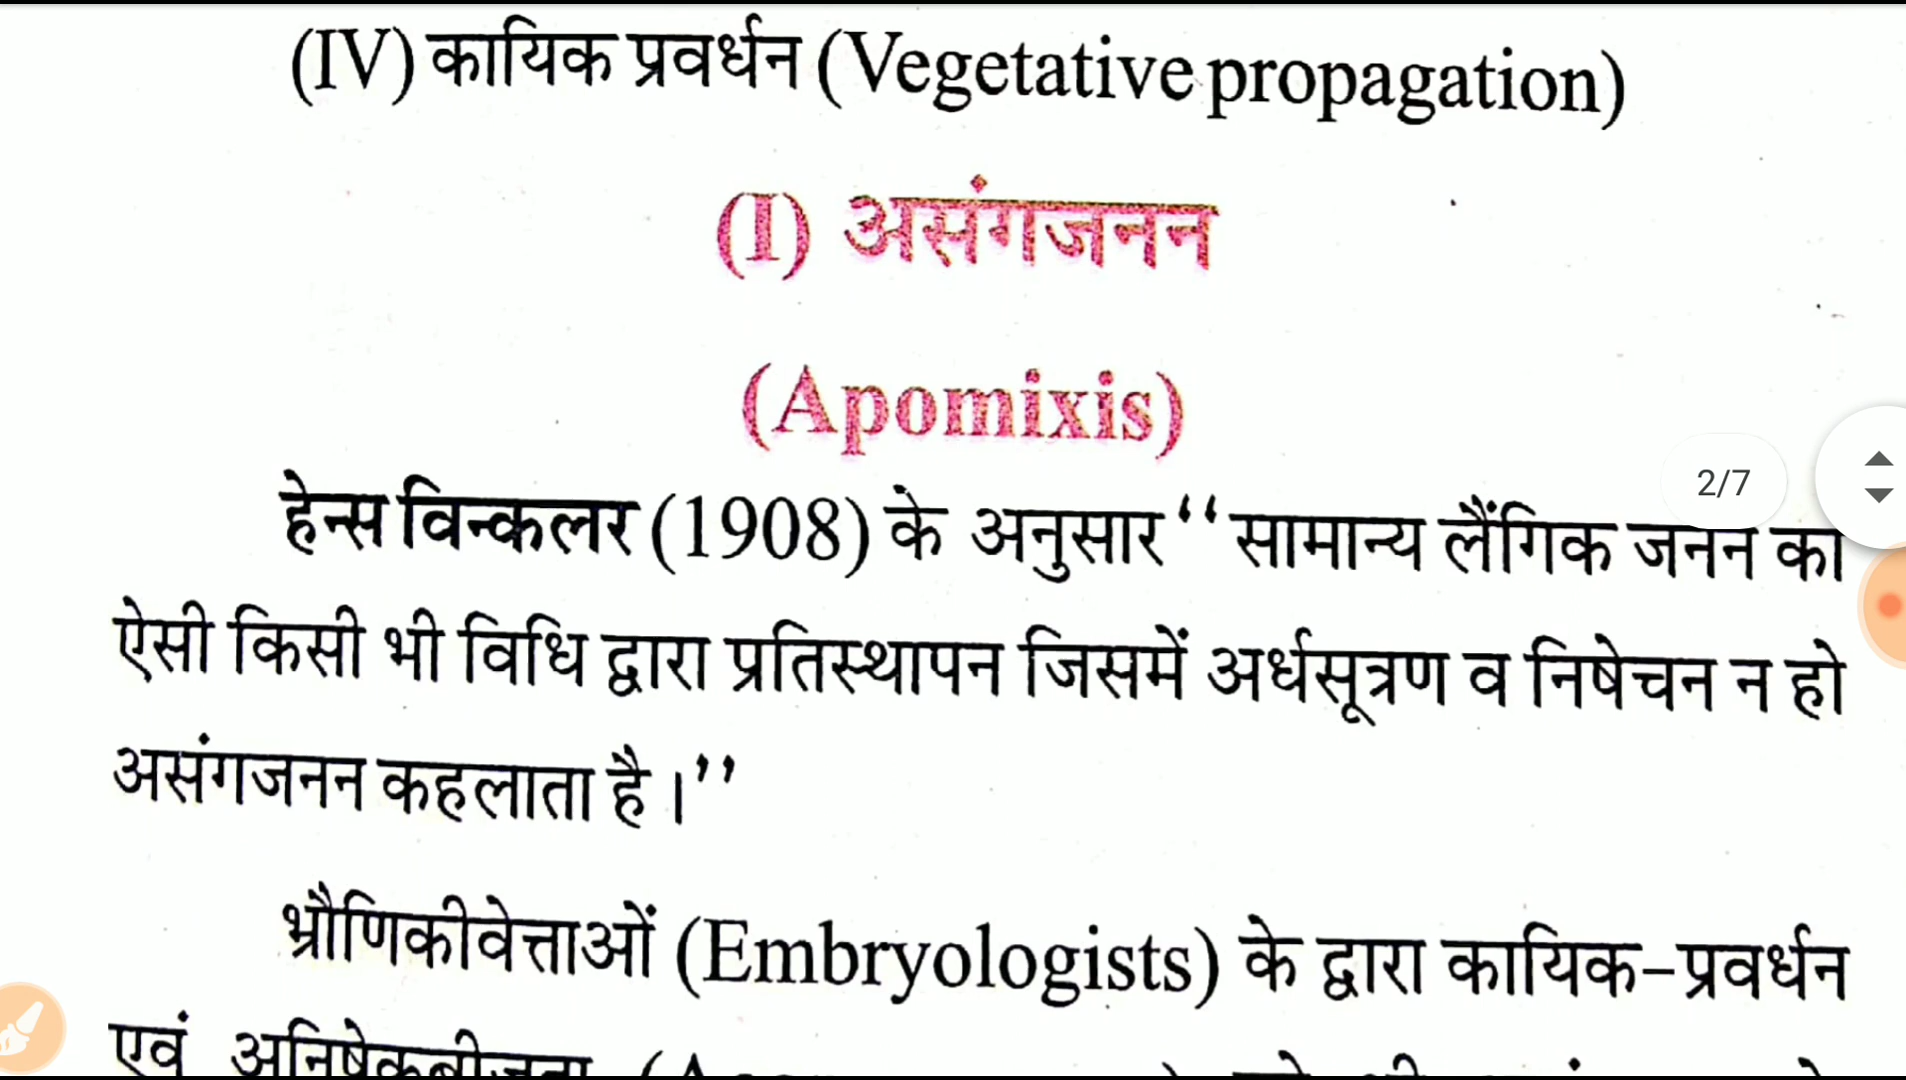 (IV) कायिक प्रवर्धन (Vegetative propagation)
(I) असंगजनन
(Apomixis)
हेन्स विन्कलर (1908) के अनुसार ‘‘सामान्य लैंगिक जनन का
2/7
ऐसी किसी भी विधि द्वारा प्रतिस्थापन जिसमें अर्धसूत्रण व निषेचन न हो
असंगजनन कहलाता है।’’
भ्रौणिकीवेत्ताओं (Embryologists) के द्वारा कायिक-प्रवर्धन
एवं